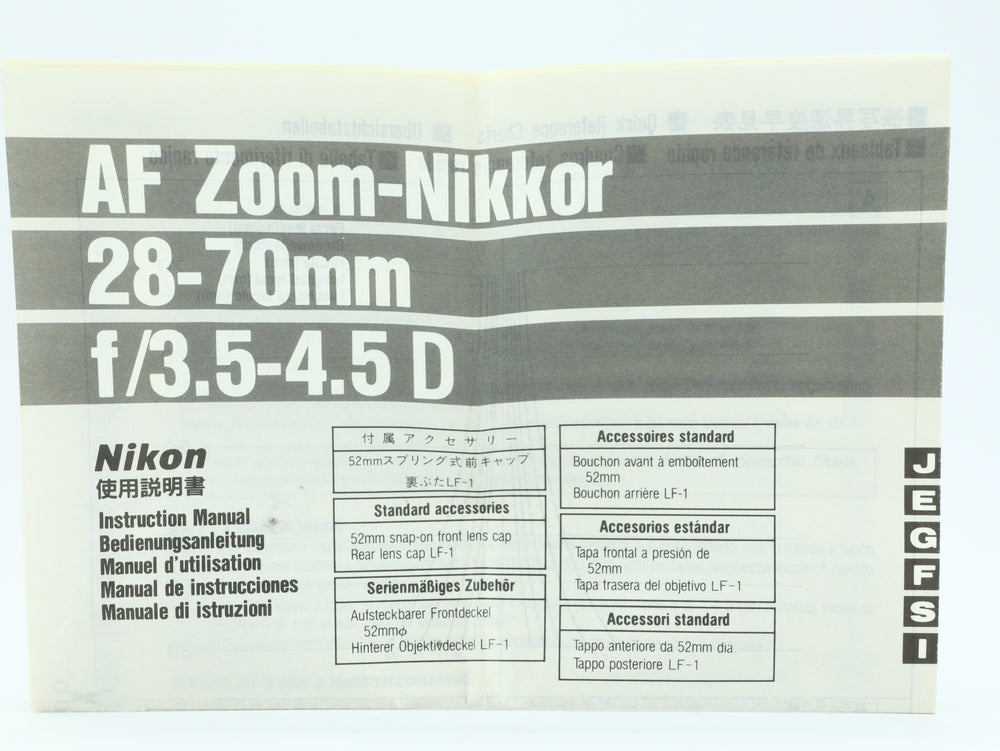 AF Zoom-Nikkor
28-70mm
f/3.5-4.5 D
Nikon
使用説明書
Instruction Manual
Bedienungsanleitung
Manuel d'utilisation
Manual de instrucciones
Manuale di istruzioni
付属アクセサリー
52mmスプリング式前キャップ
裏ぶたLF-1
Standard accessories
52mm snap-on front lens cap
Rear lens cap LF-1
Serienmäßiges Zubehör
Aufsteckbarer Frontdeckel
52mmϕ
Hinterer Objektivdeckel LF-1
Accessoires standard
Bouchon avant à emboîtement
52mm
Bouchon arrière LF-1
Accesorios estándar
Tapa frontal a presión de
52mm
Tapa trasera del objetivo LF-1
Accessori standard
Tappo anteriore da 52mm dia
Tappo posteriore LF-1
J
E
G
F
S
I